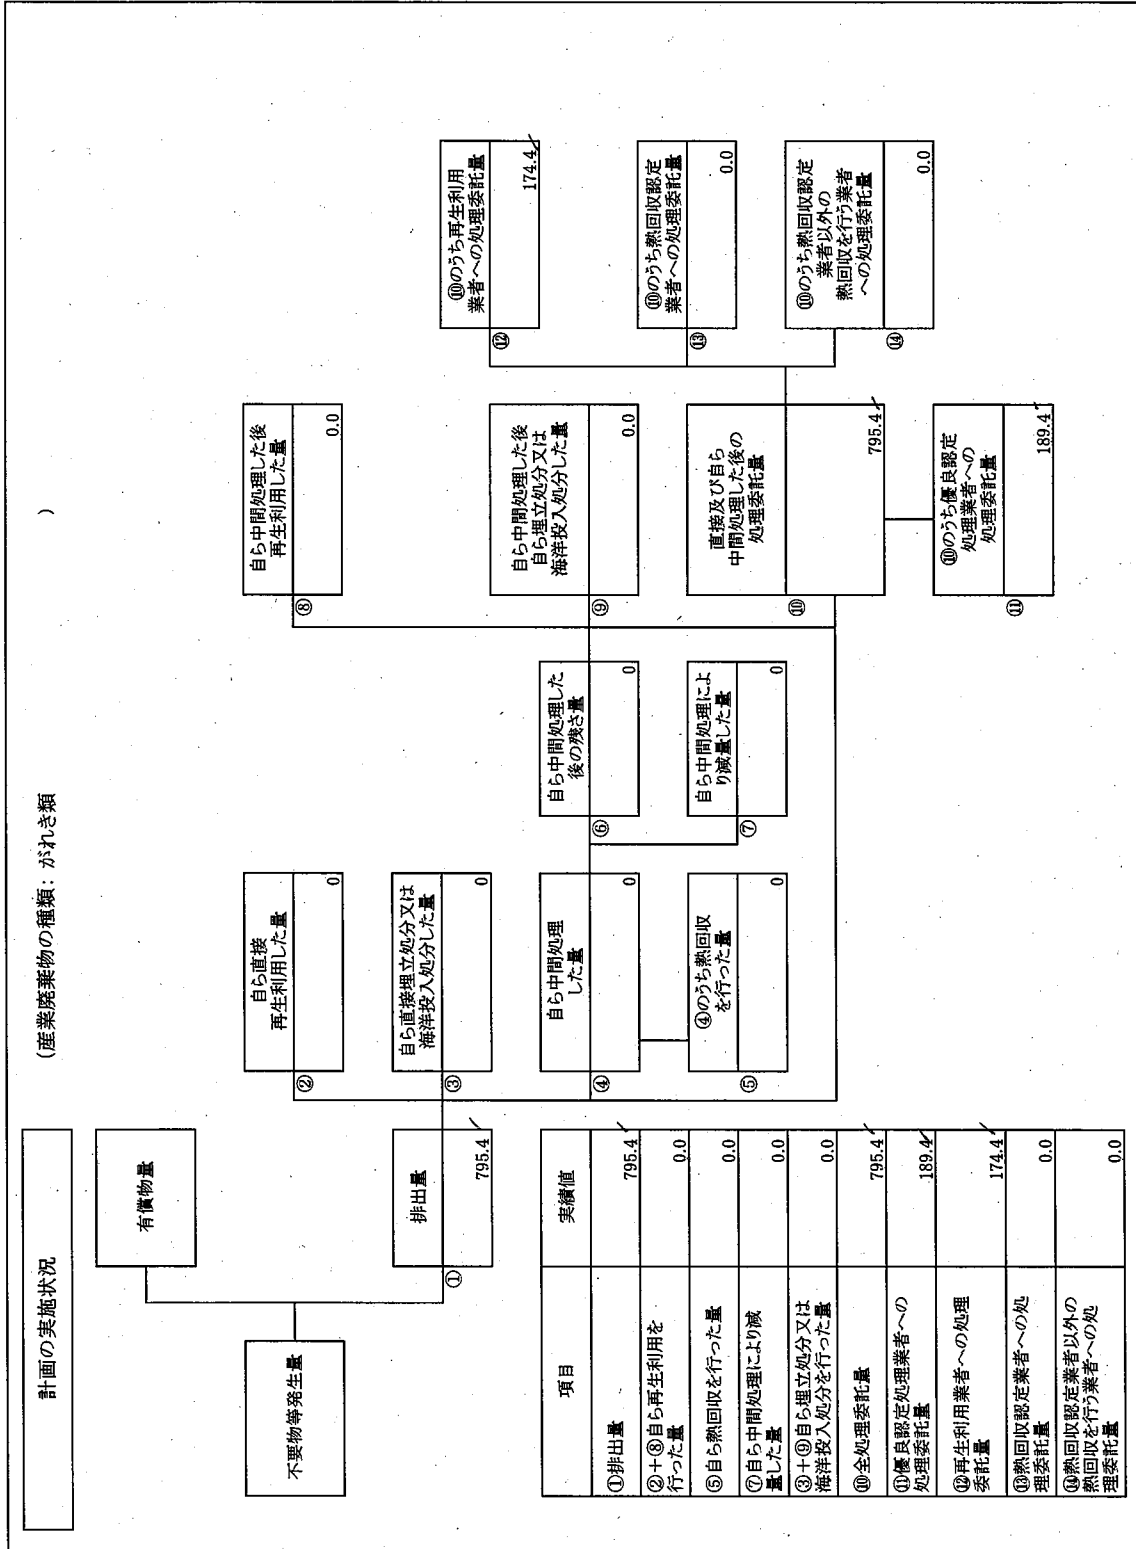 計画の実施状況
(産業廃棄物の種類: がれき類
)
不要物等発生量
有償物量
①
排出量
795.4
②
自ら直接
再生利用した量
0
③
自ら直接埋立処分又は
海洋投入処分した量
0
④
自ら中間処理
した量
0
⑤
④のうち熱回収
を行った量
0
⑥
自ら中間処理した
後の残さ量
0
⑦
自ら中間処理によ
り減量した量
0
⑧
自ら中間処理した後
再生利用した量
0.0
⑨
自ら中間処理した後
自ら埋立処分又は
海洋投入処分した量
0.0
⑩
直接及び自ら
中間処理した後の
処理委託量
795.4
⑪
⑩のうち優良認定
処理業者への
処理委託量
189.4
⑫
⑩のうち再生利用
業者への処理委託量
174.4
⑬
⑩のうち熱回収認定
業者への処理委託量
0.0
⑭
⑩のうち熱回収認定
業者以外の
熱回収を行う業者
への処理委託量
0.0
項目
実績値
①排出量
795.4
②+⑧自ら再生利用を
行った量
0.0
⑤自ら熱回収を行った量
0.0
⑦自ら中間処理により減
量した量
0.0
③+⑨自ら埋立処分又は
海洋投入処分を行った量
0.0
⑩全処理委託量
795.4
⑪優良認定処理業者への
処理委託量
189.4
⑫再生利用業者への処理
委託量
174.4
⑬熱回収認定業者への処
理委託量
0.0
⑭熱回収認定業者以外の
熱回収を行う業者への処
理委託量
0.0